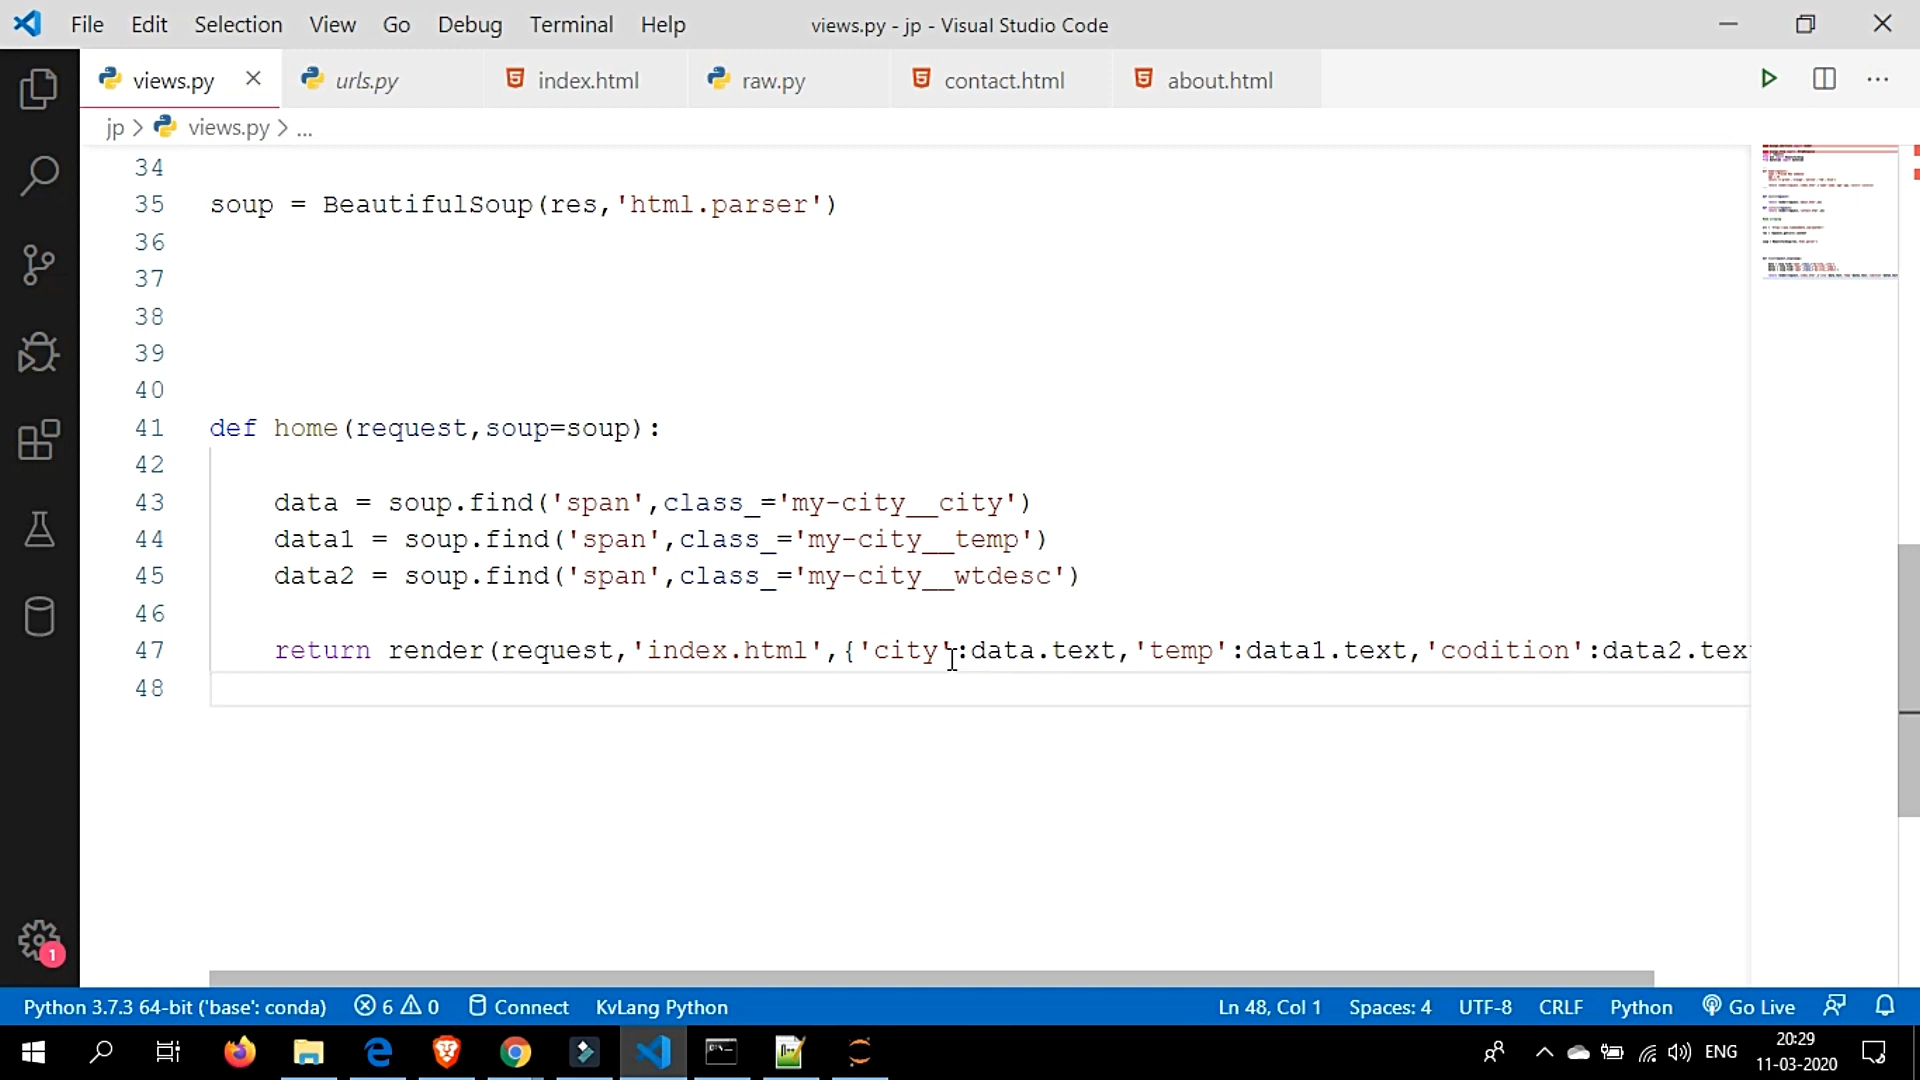 File Edit Selection View Go Debug Terminal Help views.py - jp - Visual Studio Code
views.py urls.py index.html raw.py contact.html about.html
jp > views.py > ...
34
35 soup = BeautifulSoup(res,'html.parser')
36
37
38
39
40
41 def home(request,soup=soup):
42
43 data = soup.find('span',class_='my-city__city')
44 data1 = soup.find('span',class_='my-city__temp')
45 data2 = soup.find('span',class_='my-city__wtdesc')
46
47 return render(request,'index.html',{'city':data.text,'temp':data1.text,'codition':data2.tex
48
1
Python 3.7.3 64-bit ('base': conda) 6 0 Connect KvLang Python Ln 48, Col 1 Spaces: 4 UTF-8 CRLF Python Go Live
ENG 20:29
11-03-2020